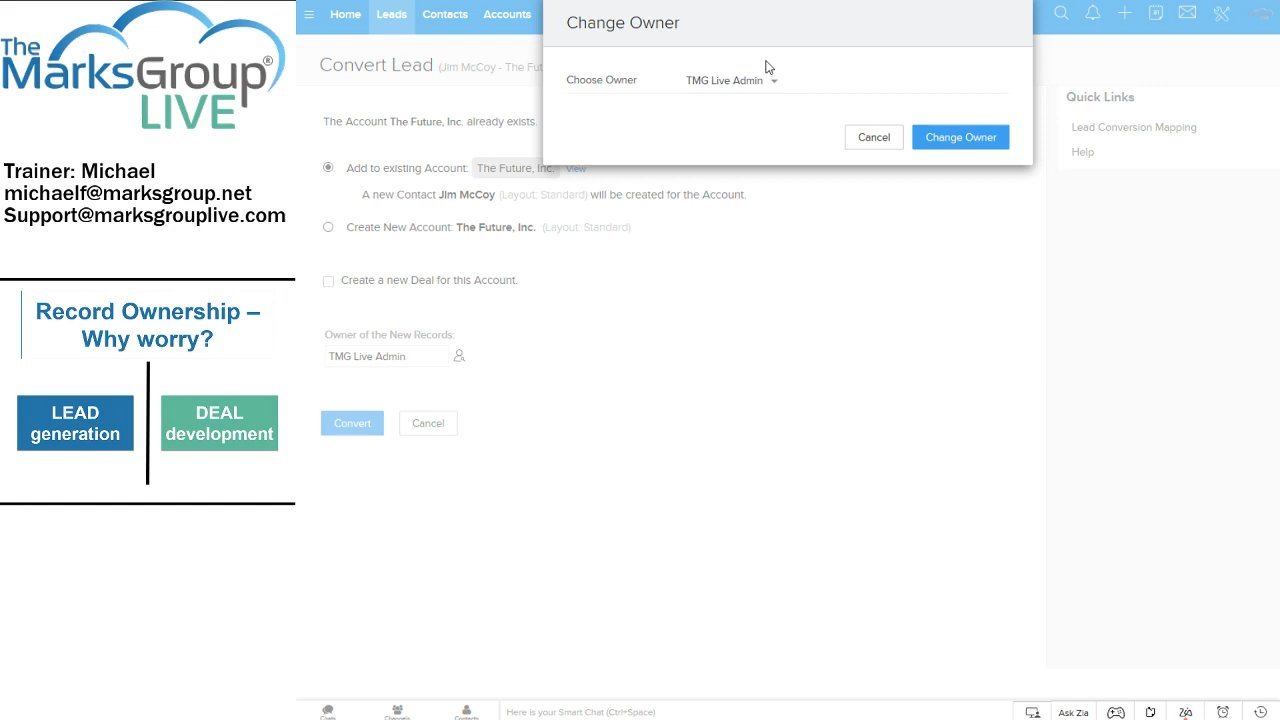 The
MarksGroup®
LIVE
Trainer: Michael
michaelf@marksgroup.net
Support@marksgrouplive.com
Record Ownership –
Why worry?
LEAD
generation
DEAL
development
Home Leads Contacts Accounts
Change Owner
Choose Owner TMG Live Admin
Cancel Change Owner
Convert Lead (Jim McCoy - The Fut
The Account The Future, Inc. already exists.
Add to existing Account: The Future, Inc. View
A new Contact Jim McCoy (Layout: Standard) will be created for the Account.
Create New Account: The Future, Inc. (Layout: Standard)
Create a new Deal for this Account.
Owner of the New Records:
TMG Live Admin
Convert Cancel
Quick Links
Lead Conversion Mapping
Help
Chats Channels Contacts Here is your Smart Chat (Ctrl+Space) Ask Zia